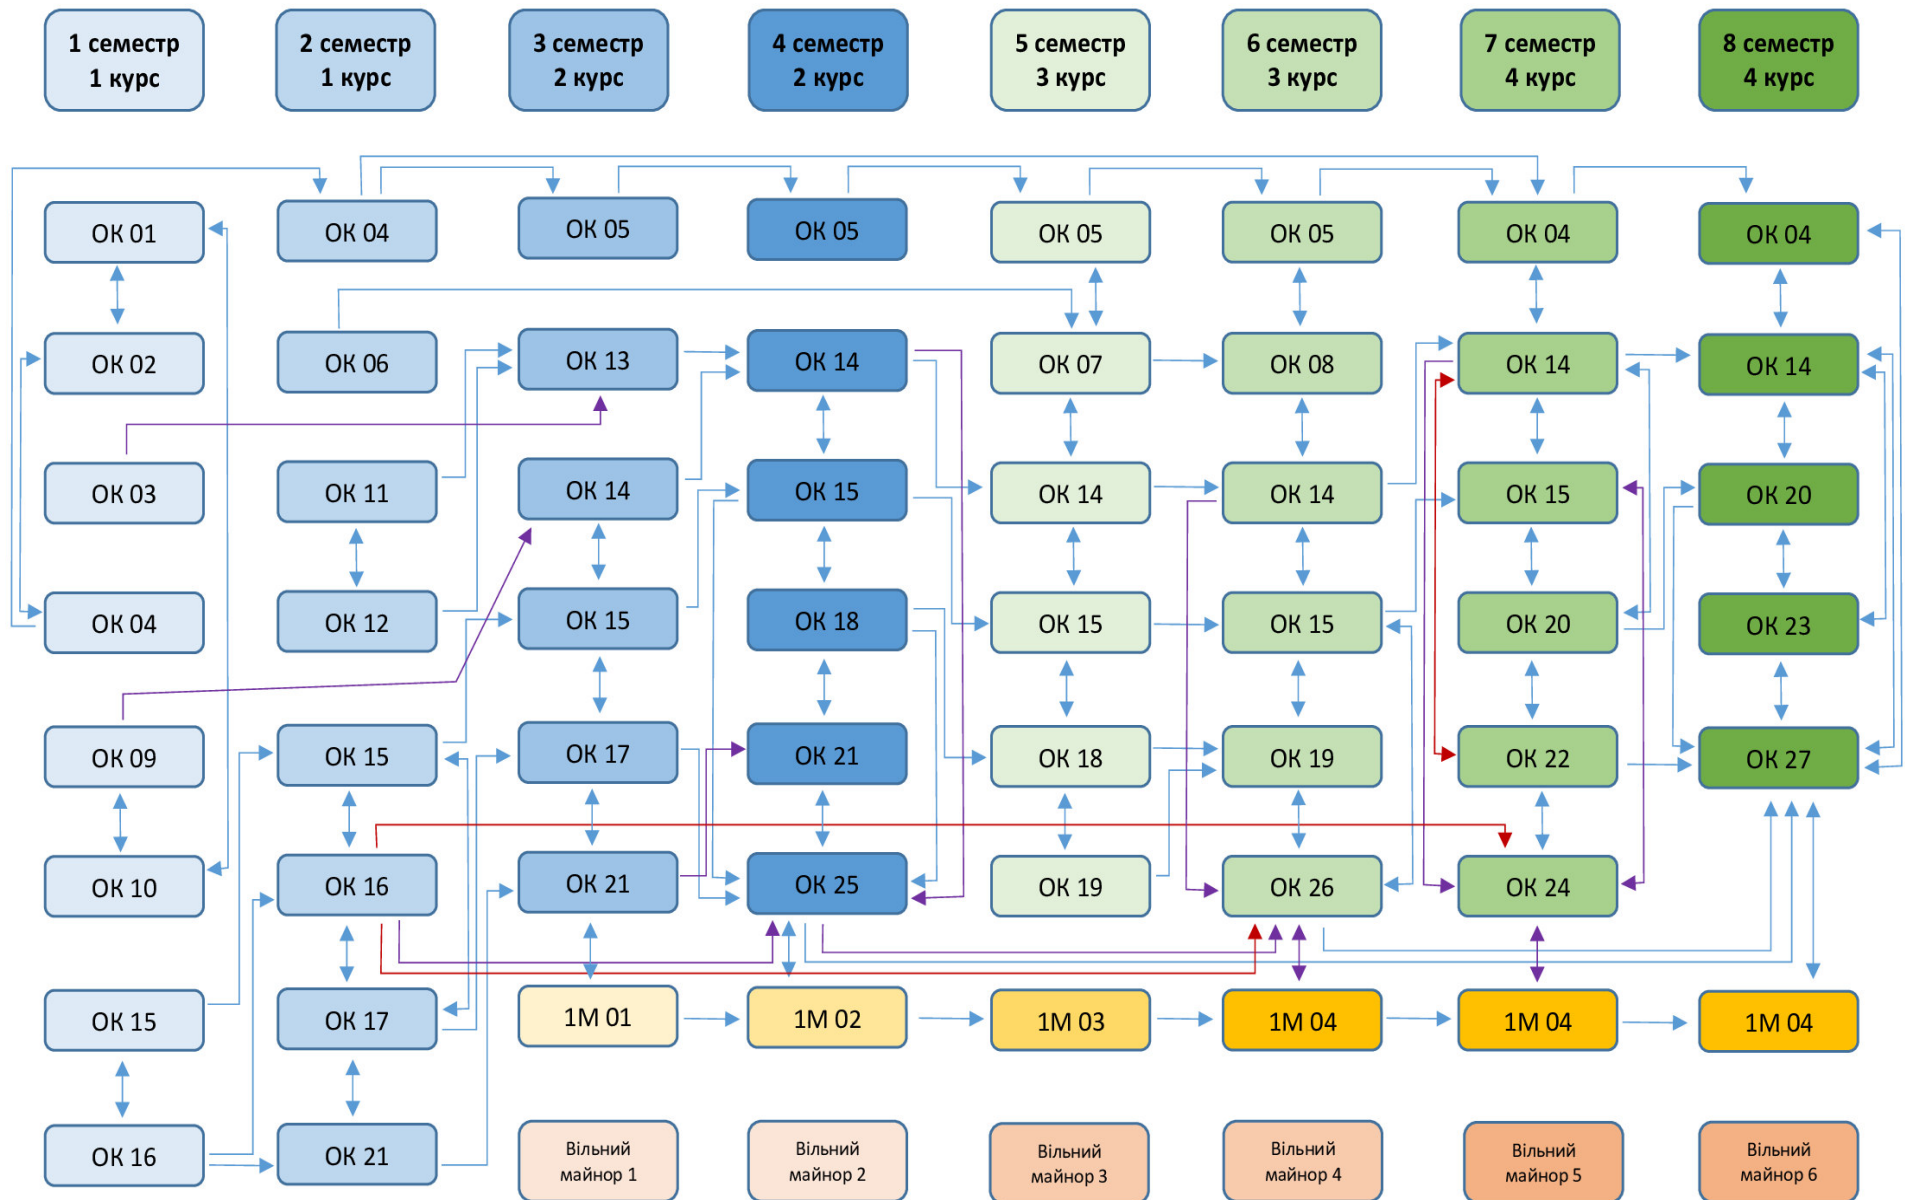 1 семестр
1 курс
2 семестр
1 курс
3 семестр
2 курс
4 семестр
2 курс
5 семестр
3 курс
6 семестр
3 курс
7 семестр
4 курс
8 семестр
4 курс
ОК 01
ОК 04
ОК 05
ОК 05
ОК 05
ОК 05
ОК 04
ОК 04
ОК 02
ОК 06
ОК 13
ОК 14
ОК 07
ОК 08
ОК 14
ОК 14
ОК 03
ОК 11
ОК 14
ОК 15
ОК 14
ОК 14
ОК 15
ОК 20
ОК 04
ОК 12
ОК 15
ОК 18
ОК 15
ОК 15
ОК 20
ОК 23
ОК 09
ОК 15
ОК 17
ОК 21
ОК 18
ОК 19
ОК 22
ОК 27
ОК 10
ОК 16
ОК 21
ОК 25
ОК 19
ОК 26
ОК 24
ОК 15
ОК 17
1М 01
1М 02
1М 03
1М 04
1М 04
1М 04
ОК 16
ОК 21
Вільний
майнор 1
Вільний
майнор 2
Вільний
майнор 3
Вільний
майнор 4
Вільний
майнор 5
Вільний
майнор 6